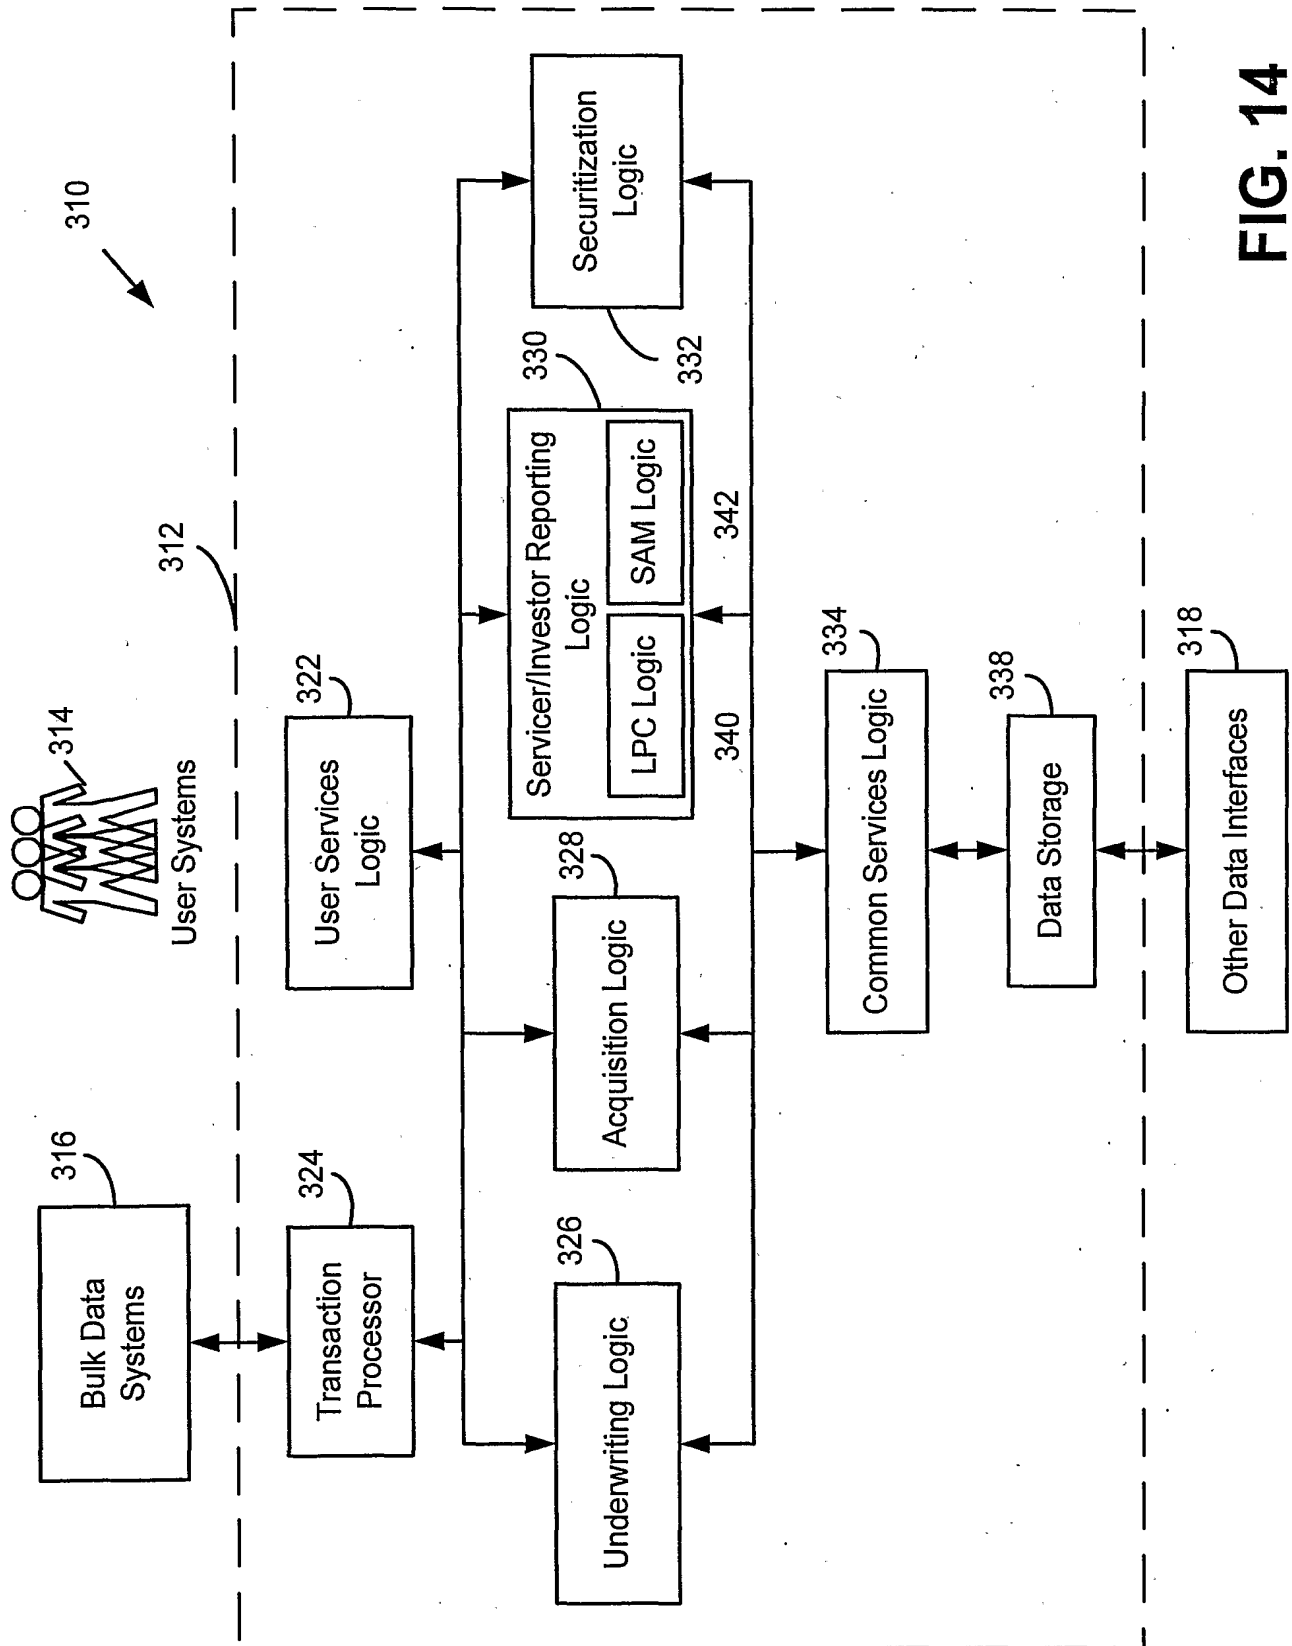 310
314
User Systems
316
Bulk Data
Systems
312
322
User Services
Logic
324
Transaction
Processor
326
Underwriting Logic
328
Acquisition Logic
330
Servicer/Investor Reporting
Logic
LPC Logic
SAM Logic
340
342
332
Securitization
Logic
334
Common Services Logic
338
Data Storage
318
Other Data Interfaces
FIG. 14